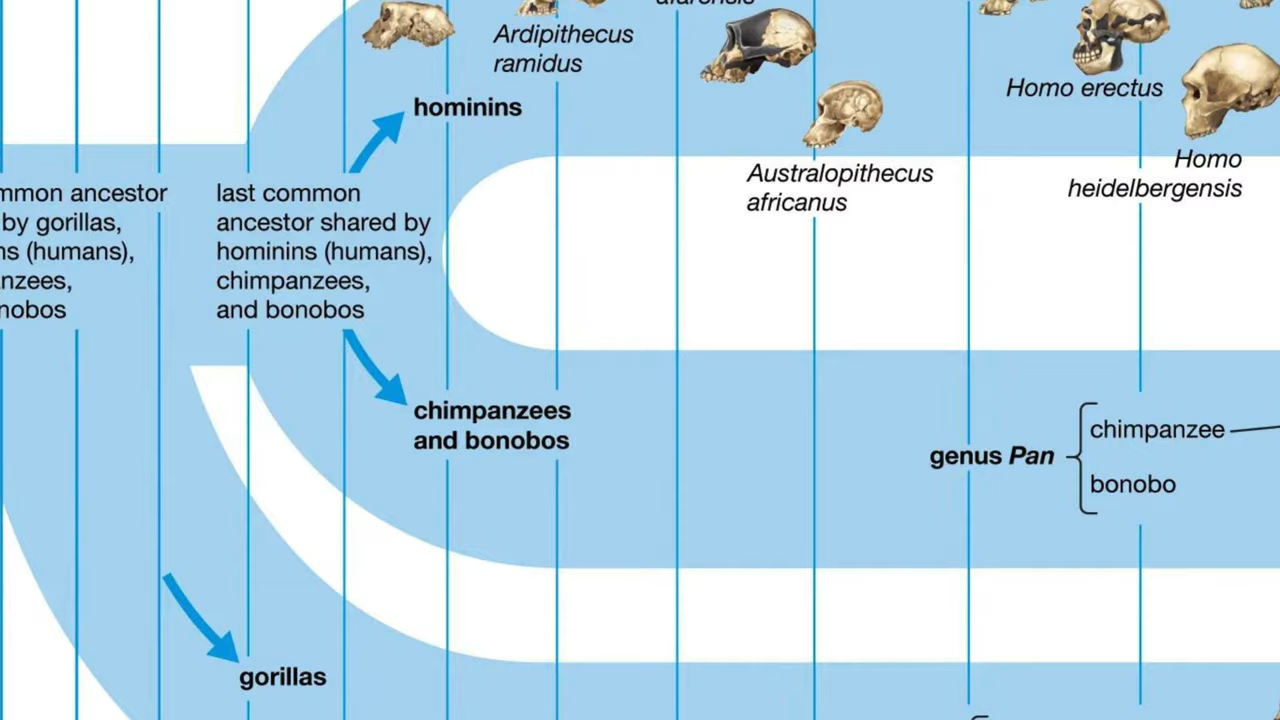 afarensis
Ardipithecus
ramidus
Homo erectus
hominins
Homo
heidelbergensis
Australopithecus
africanus
mmon ancestor
by gorillas,
ns (humans),
nzees,
nobos
last common
ancestor shared by
hominins (humans),
chimpanzees,
and bonobos
chimpanzees
and bonobos
genus Pan
chimpanzee
bonobo
gorillas